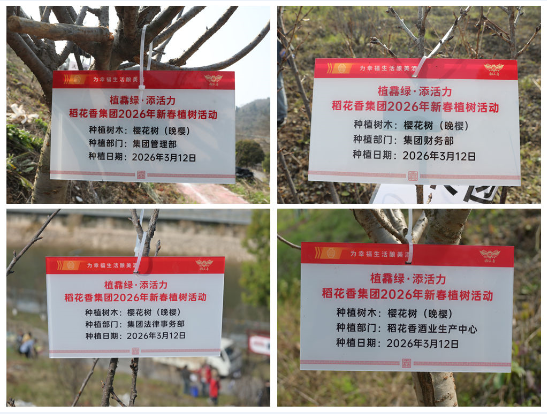 为幸福生活酿美酒
植鑫绿·添活力
稻花香集团2026年新春植树活动
种植树木：樱花树（晚樱）
种植部门：集团管理部
种植日期：2026年3月12日
为幸福生活酿美酒
植鑫绿·添活力
稻花香集团2026年新春植树活动
种植树木：樱花树（晚樱）
种植部门：集团财务部
种植日期：2026年3月12日
为幸福生活酿美
植鑫绿·添活力
稻花香集团2026年新春植树活动
种植树木：樱花树（晚樱）
种植部门：集团法律事务部
种植日期：2026年3月12日
为幸福生活酿美
植鑫绿·添活力
稻花香集团2026年新春植树活动
种植树木：樱花树（晚樱）
种植部门：稻花香酒业生产中心
种植日期：2026年3月12日